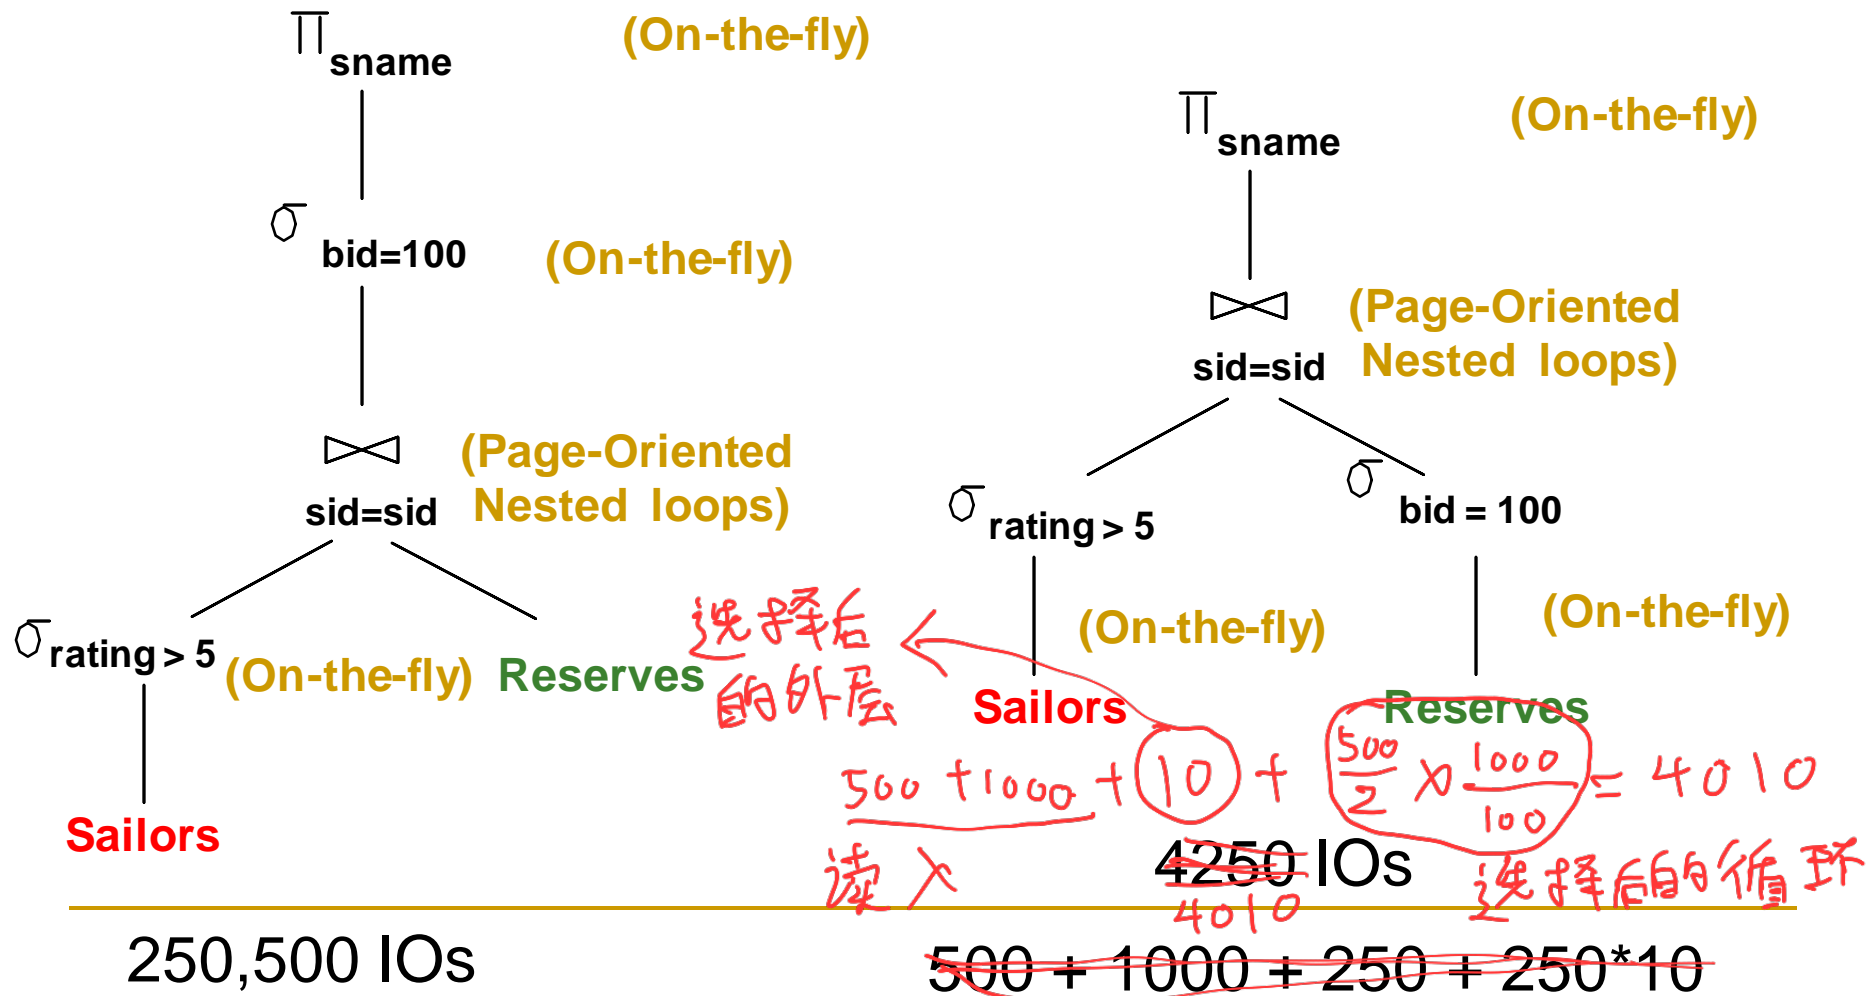 ∏ sname (On-the-fly)
σ bid=100 (On-the-fly)
⋈ sid=sid (Page-Oriented
Nested loops)
σ rating > 5 (On-the-fly)
Reserves
Sailors
250,500 IOs
∏ sname (On-the-fly)
⋈ sid=sid (Page-Oriented
Nested loops)
σ rating > 5
σ bid = 100
(On-the-fly)
(On-the-fly)
Sailors
Reserves
选择后
的外层
500 + 1000 + 10 + 500/2 × 1000/100 = 4010
读入
4250 IOs
选择后的循环
4010
500 + 1000 + 250 + 250*10